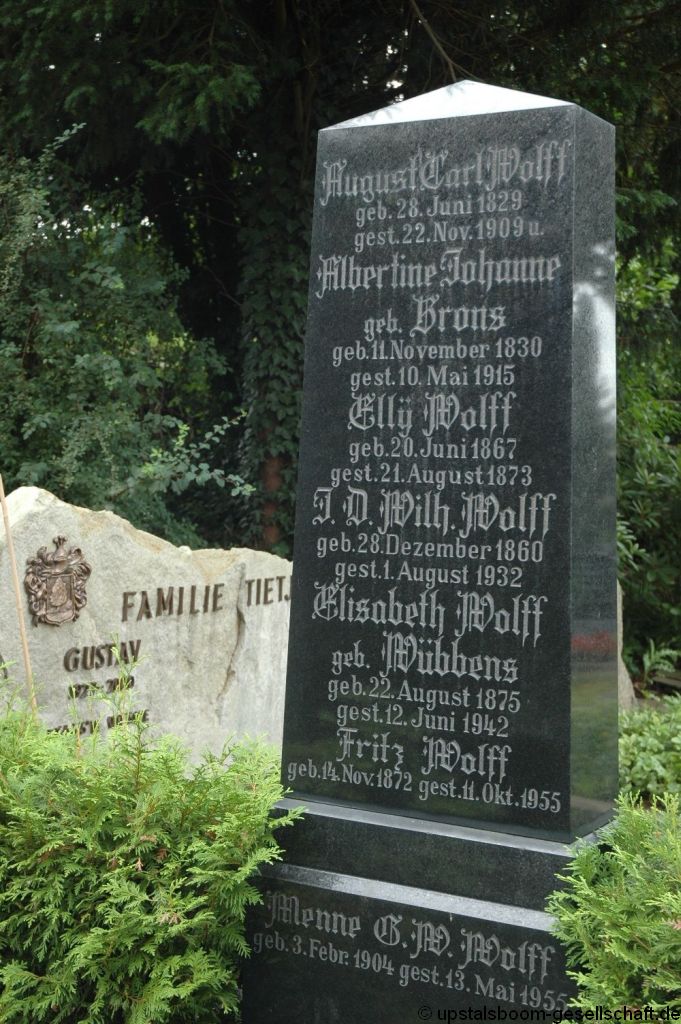 August Carl Wolff
geb. 28. Juni 1829
gest. 22. Nov. 1909 u.
Albertine Johanne
geb. Brons
geb. 11. November 1830
gest. 10. Mai 1915
Elly Wolff
geb. 20. Juni 1867
gest. 21. August 1873
J. D. Wilh. Wolff
geb. 28. Dezember 1860
gest. 1. August 1932
Elisabeth Wolff
geb. Wübbens
geb. 22. August 1875
gest. 12. Juni 1942
Fritz Wolff
geb. 14. Nov. 1872 gest. 11. Okt. 1955
Menne G. W. Wolff
geb. 3. Febr. 1904 gest. 13. Mai 1955
FAMILIE TIETJ
GUSTAV
© upstalsboom-gesellschaft.de